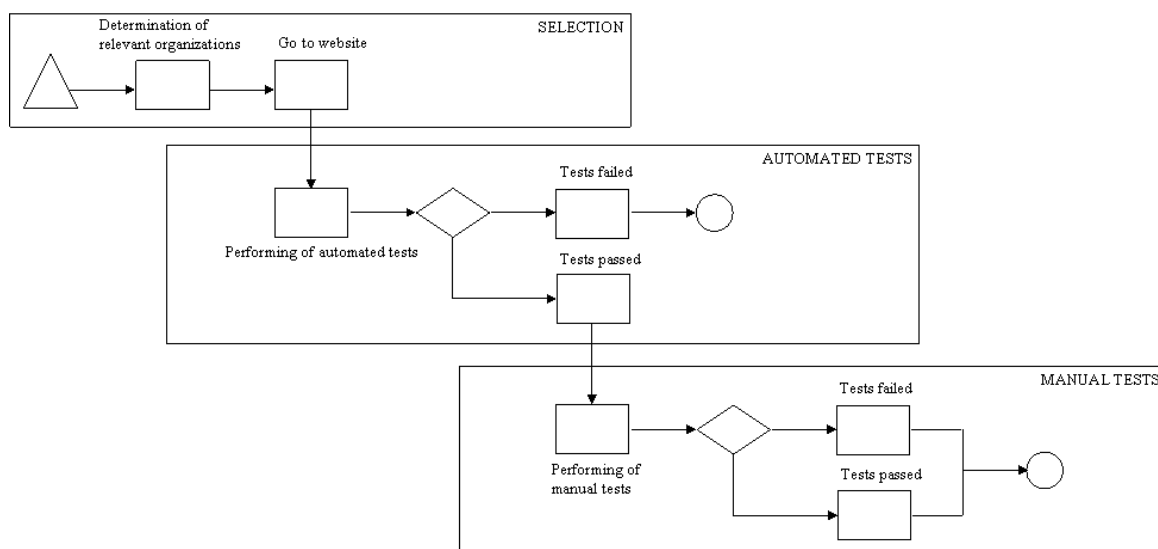 SELECTION
Determination of
relevant organizations
Go to website
AUTOMATED TESTS
Tests failed
Performing of automated tests
Tests passed
MANUAL TESTS
Tests failed
Performing of
manual tests
Tests passed